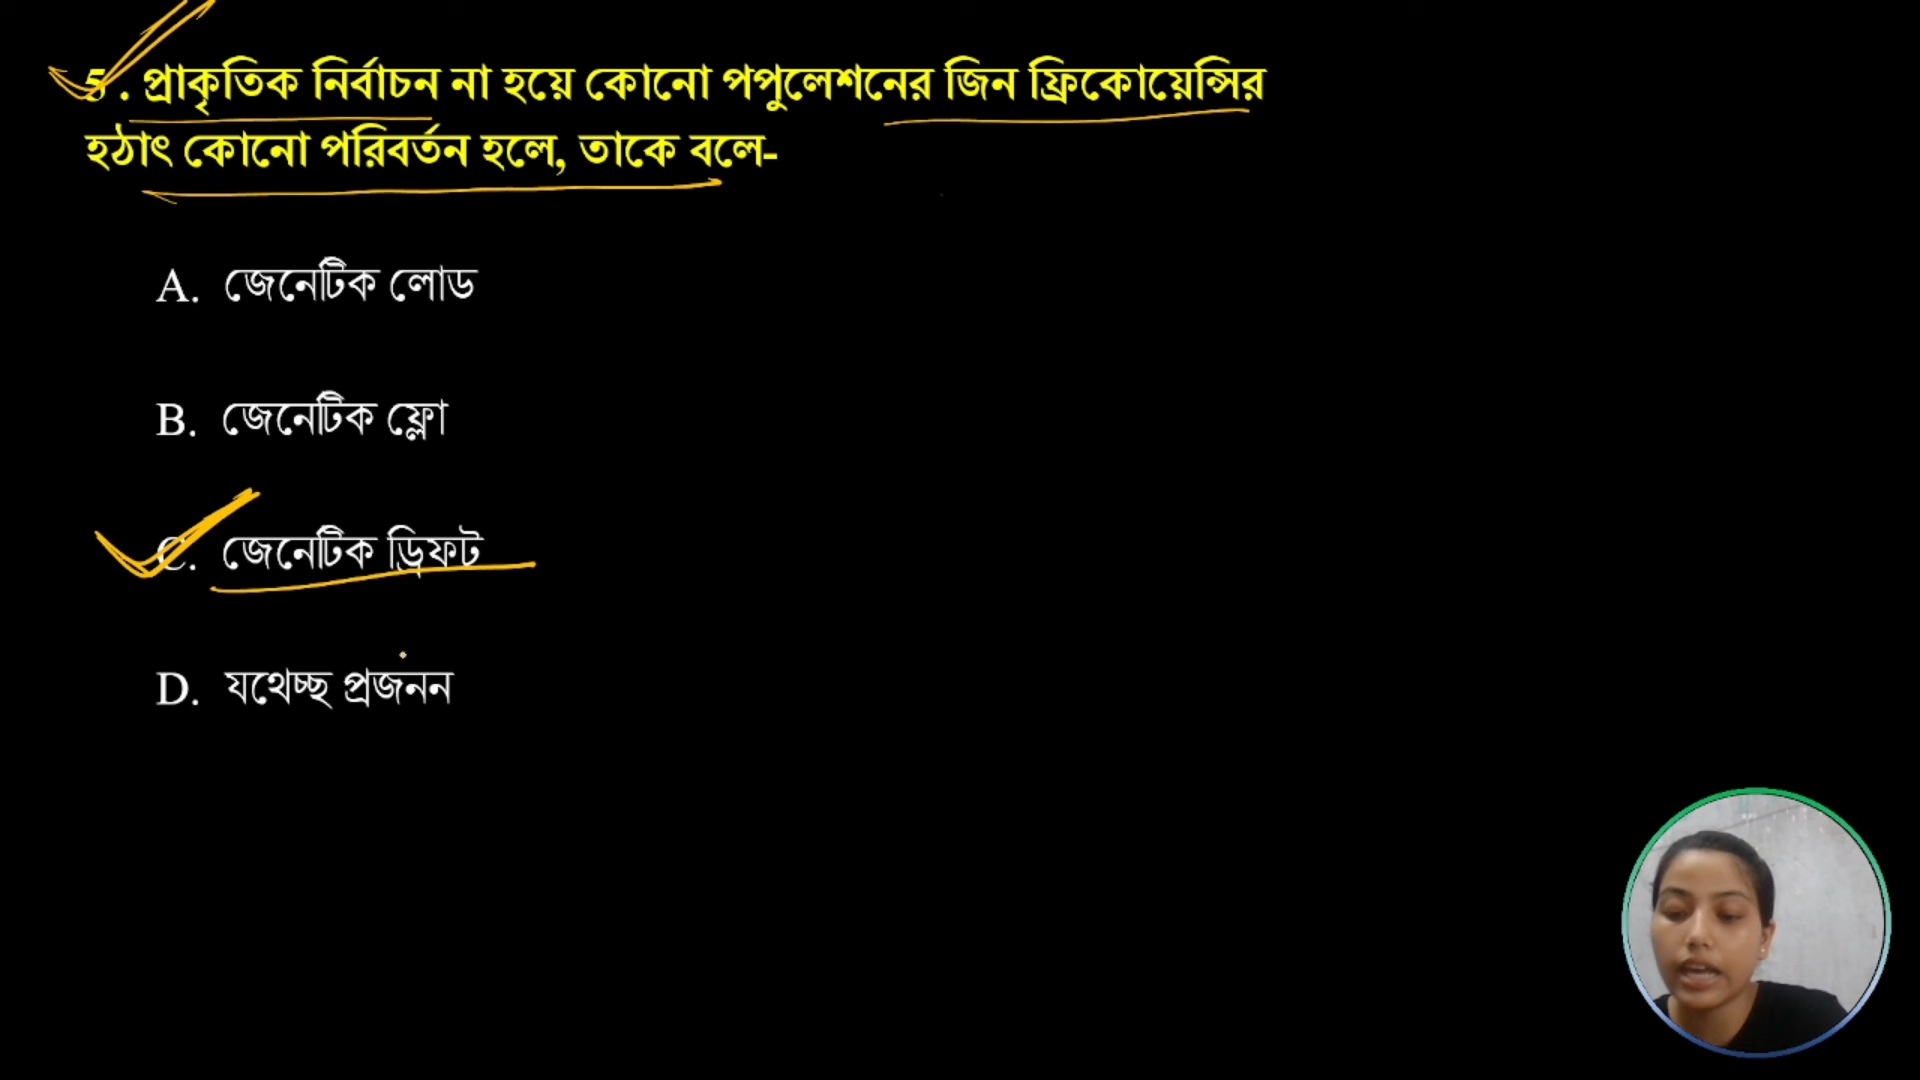 5 . প্রাকৃতিক নির্বাচন না হয়ে কোনো পপুলেশনের জিন ফ্রিকোয়েন্সির
হঠাৎ কোনো পরিবর্তন হলে, তাকে বলে-
A. জেনেটিক লোড
B. জেনেটিক ফ্লো
C. জেনেটিক ড্রিফট
D. যথেচ্ছ প্রজনন